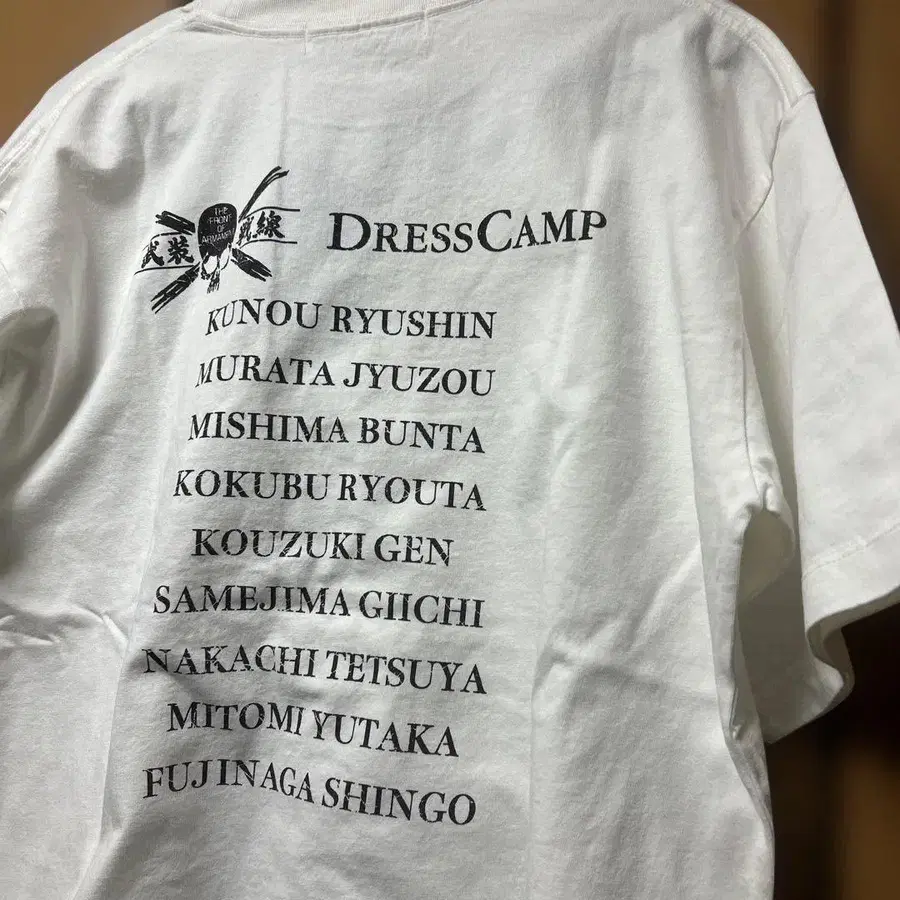 THE
FRONT
OF
ARMAMENT
武装戦線
DRESSCAMP
KUNOU RYUSHIN
MURATA JYUZOU
MISHIMA BUNTA
KOKUBU RYOUTA
KOUZUKI GEN
SAMEJIMA GIICHI
NAKACHI TETSUYA
MITOMI YUTAKA
FUJINAGA SHINGO